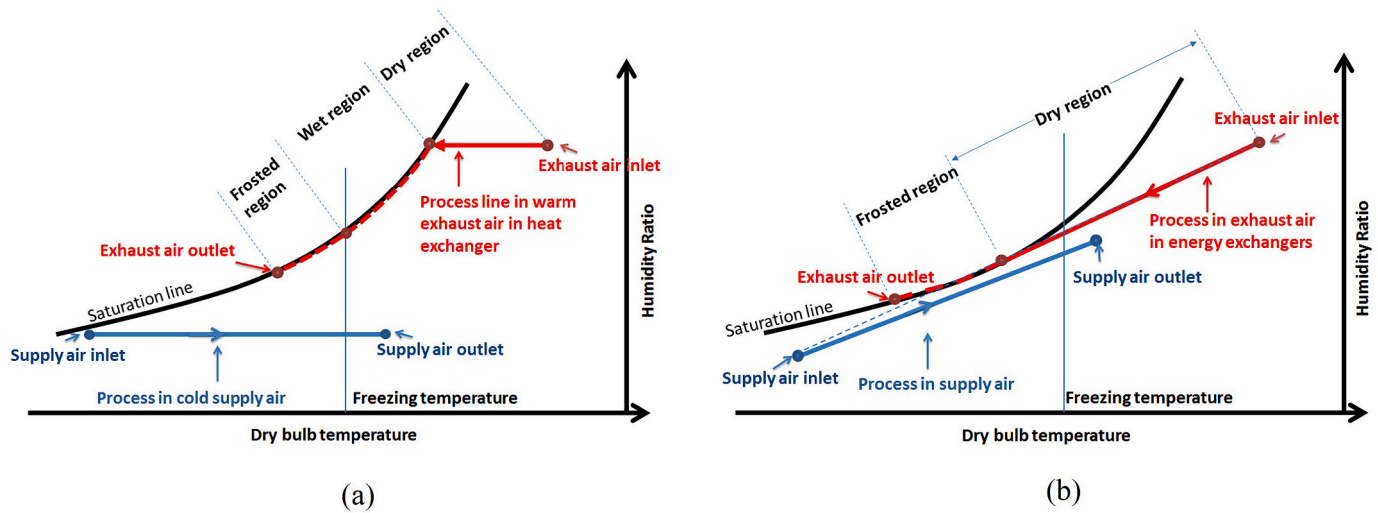 Dry region
Wet region
Frosted
region
Exhaust air inlet
Process line in warm
exhaust air in heat
exchanger
Exhaust air outlet
Saturation line
Supply air inlet
Supply air outlet
Process in cold supply air
Freezing temperature
Dry bulb temperature
Humidity Ratio
(a)
Dry region
Exhaust air inlet
Frosted region
Process in exhaust air
in energy exchangers
Exhaust air outlet
Supply air outlet
Saturation line
Supply air inlet
Process in supply air
Freezing temperature
Dry bulb temperature
Humidity Ratio
(b)